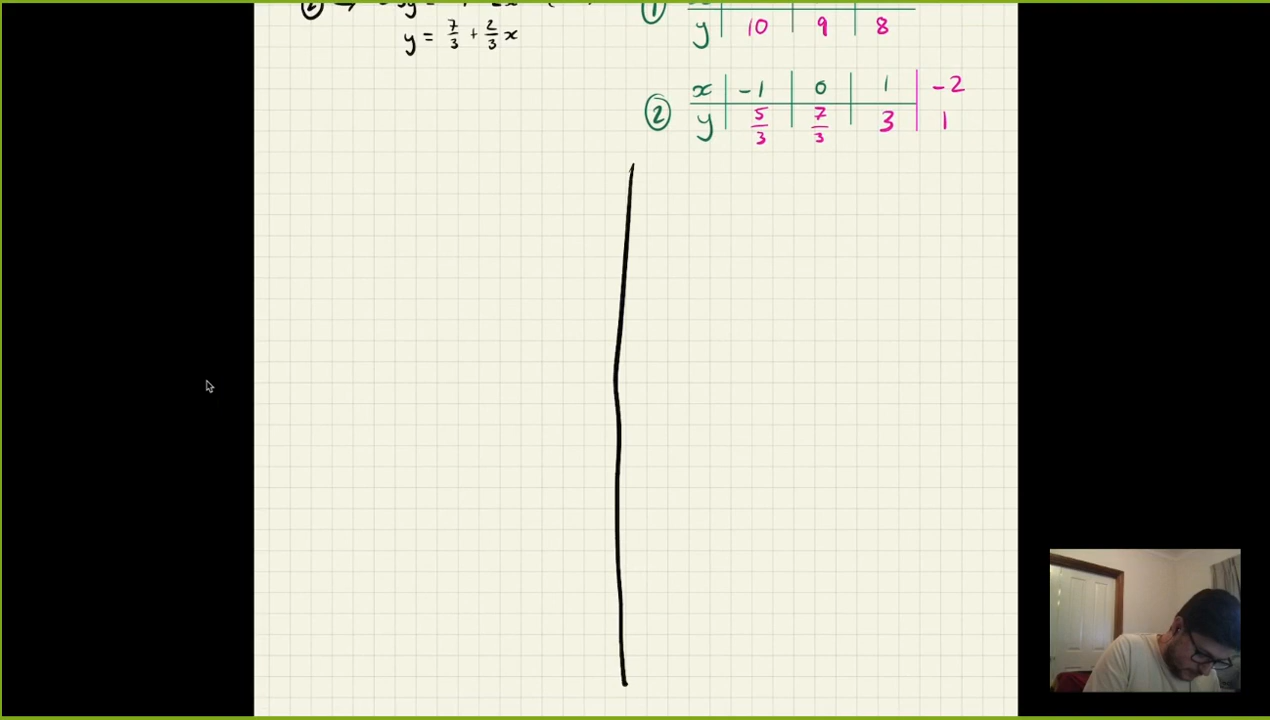 y = 7/3 + 2/3 x
①
y | 10 | 9 | 8
② x | -1 | 0 | 1 | -2
y | 5/3 | 7/3 | 3 | 1